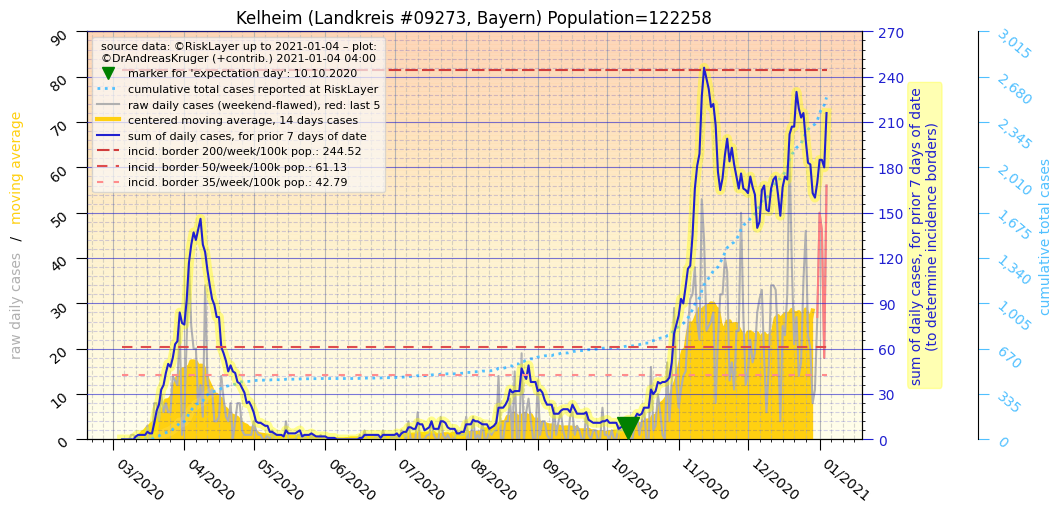 Kelheim (Landkreis #09273, Bayern) Population=122258
source data: ©RiskLayer up to 2021-01-04 – plot:
©DrAndreasKruger (+contrib.) 2021-01-04 04:00
marker for 'expectation day': 10.10.2020
cumulative total cases reported at RiskLayer
raw daily cases (weekend-flawed), red: last 5
centered moving average, 14 days cases
sum of daily cases, for prior 7 days of date
incid. border 200/week/100k pop.: 244.52
incid. border 50/week/100k pop.: 61.13
incid. border 35/week/100k pop.: 42.79
raw daily cases / moving average
90
80
70
60
50
40
30
20
10
0
03/2020
04/2020
05/2020
06/2020
07/2020
08/2020
09/2020
10/2020
11/2020
12/2020
01/2021
270
240
210
180
150
120
90
60
30
0
sum of daily cases, for prior 7 days of date
(to determine incidence borders)
3,015
2,680
2,345
2,010
1,675
1,340
1,005
670
335
0
cumulative total cases